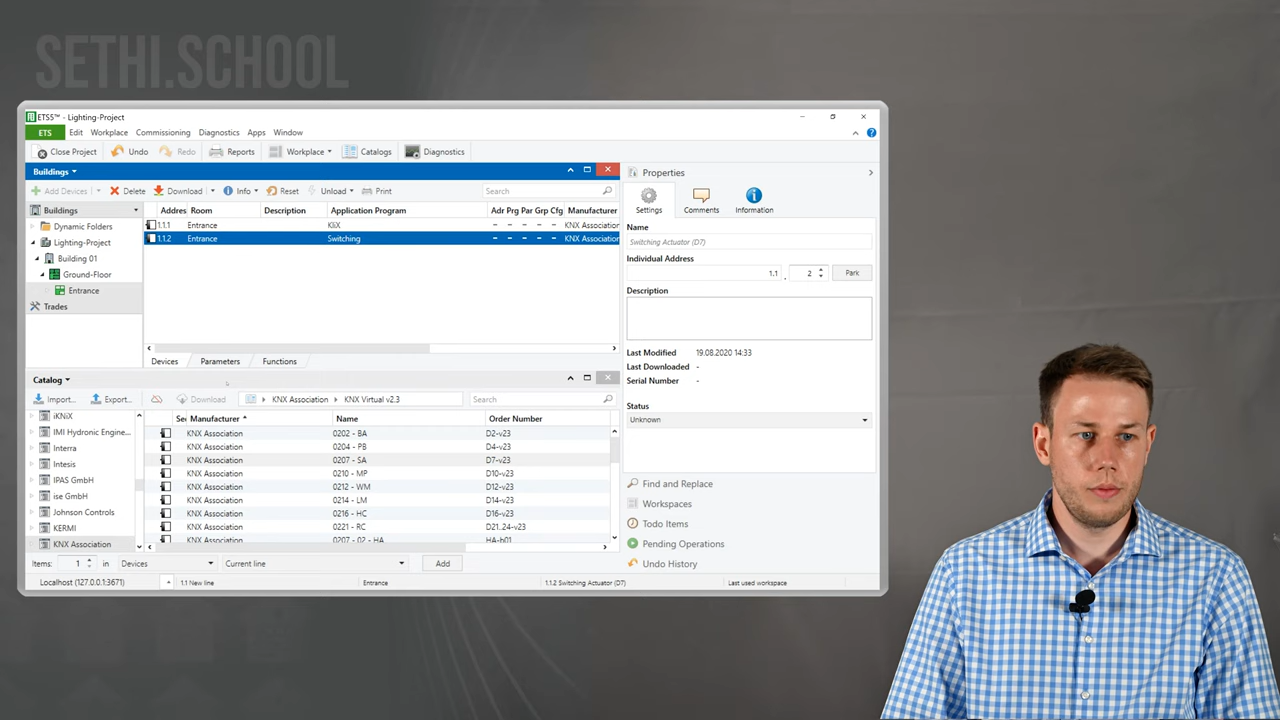 SETHI.SCHOOL
ETS5™ - Lighting-Project
ETS Edit Workplace Commissioning Diagnostics Apps Window
Close Project Undo Redo Reports Workplace Catalogs Diagnostics
Buildings
Add Devices Delete Download Info Reset Unload Print Search
Buildings
Dynamic Folders
Lighting-Project
Building 01
Ground-Floor
Entrance
Trades
Addres Room Description Application Program Adr Prg Par Grp Cfg Manufacturer
1.1.1 Entrance KliX - - - - - KNX Association
1.1.2 Entrance Switching - - - - - KNX Association
Devices Parameters Functions
Catalog
Import... Export... Download KNX Association KNX Virtual v2.3 Search
iKNiX
IMI Hydronic Engine...
Interra
Intesis
IPAS GmbH
ise GmbH
Johnson Controls
KERMI
KNX Association
Se Manufacturer Name Order Number
KNX Association 0202 - BA D2-v23
KNX Association 0204 - PB D4-v23
KNX Association 0207 - SA D7-v23
KNX Association 0210 - MP D10-v23
KNX Association 0212 - WM D12-v23
KNX Association 0214 - LM D14-v23
KNX Association 0216 - HC D16-v23
KNX Association 0221 - RC D21.24-v23
KNX Association 0207 - 02 - HA HA-b01
Items: 1 in Devices Current line Add
Localhost (127.0.0.1:3671) 1.1 New line Entrance 1.1.2 Switching Actuator (D7) Last used workspace
Properties
Settings Comments Information
Name
Switching Actuator (D7)
Individual Address
1.1 . 2 Park
Description
Last Modified 19.08.2020 14:33
Last Downloaded -
Serial Number -
Status
Unknown
Find and Replace
Workspaces
Todo Items
Pending Operations
Undo History